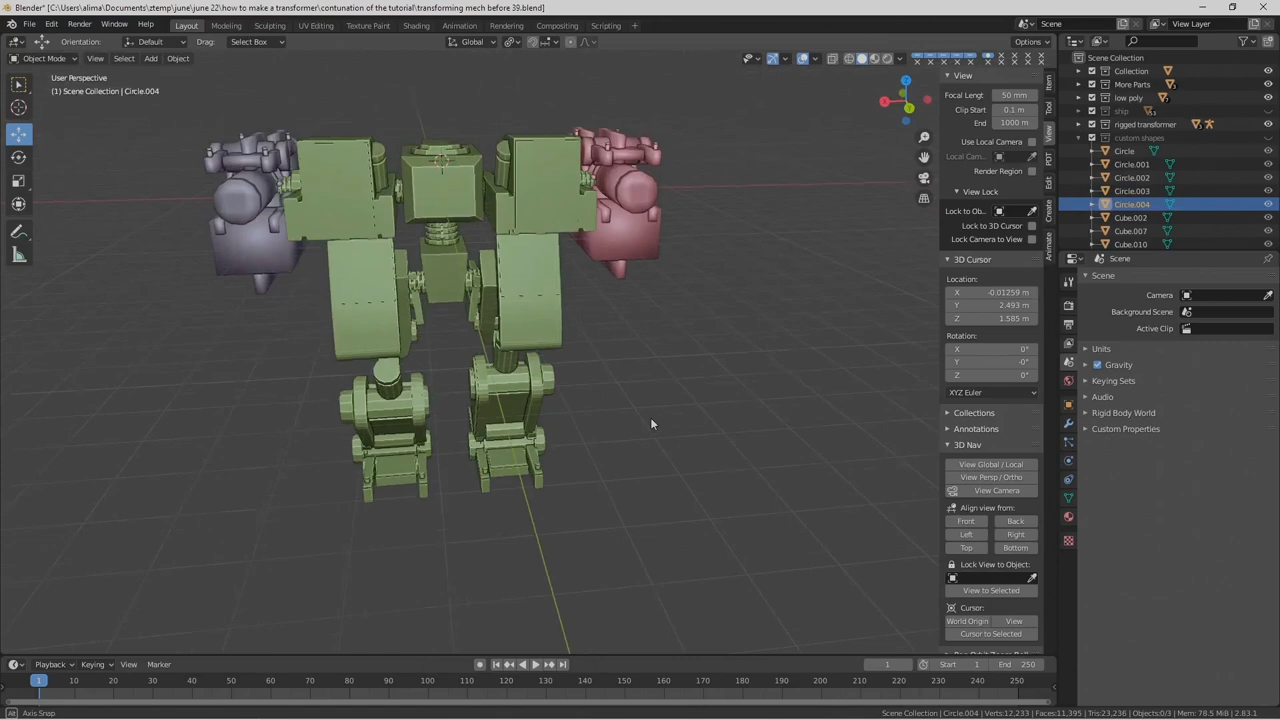 Blender* [C:\Users\alima\Documents\ztemp\june\june 22\how to make a transformer\contunation of the tutorial\transforming mech before 39.blend]
File Edit Render Window Help Layout Modeling Sculpting UV Editing Texture Paint Shading Animation Rendering Compositing Scripting Scene View Layer
Orientation: Default Drag: Select Box Global Options
Object Mode View Select Add Object
User Perspective
(1) Scene Collection | Circle.004
View
Focal Lengt 50 mm
Clip Start 0.1 m
End 1000 m
Use Local Camera
Local Cam...
Render Region
View Lock
Lock to Ob...
Lock to 3D Cursor
Lock Camera to View
3D Cursor
Location:
X -0.01259 m
Y 2.493 m
Z 1.585 m
Rotation:
X 0°
Y -0°
Z 0°
XYZ Euler
Collections
Annotations
3D Nav
View Global / Local
View Persp / Ortho
View Camera
Align view from:
Front Back
Left Right
Top Bottom
Lock View to Object:
View to Selected
Cursor:
World Origin View
Cursor to Selected
Item
Tool
View
PDT
Edit
Create
Animate
Scene Collection
Collection
More Parts
low poly
ship
rigged transformer
custom shapes
Circle
Circle.001
Circle.002
Circle.003
Circle.004
Cube.002
Cube.007
Cube.010
Scene
Scene
Camera
Background Scene
Active Clip
Units
Gravity
Keying Sets
Audio
Rigid Body World
Custom Properties
Playback Keying View Marker 1 Start 1 End 250
1 10 20 30 40 50 60 70 80 90 100 110 120 130 140 150 160 170 180 190 200 210 220 230 240 250
Axis Snap Scene Collection | Circle.004 | Verts:12,233 | Faces:11,395 | Tris:23,236 | Objects:0/3 | Mem: 78.5 MiB | 2.83.1